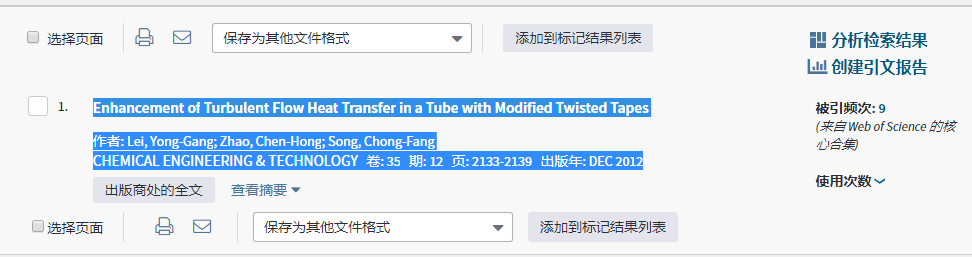 选择页面
保存为其他文件格式
添加到标记结果列表
分析检索结果
创建引文报告
1.
Enhancement of Turbulent Flow Heat Transfer in a Tube with Modified Twisted Tapes
作者: Lei, Yong-Gang; Zhao, Chen-Hong; Song, Chong-Fang
CHEMICAL ENGINEERING & TECHNOLOGY 卷: 35 期: 12 页: 2133-2139 出版年: DEC 2012
出版商处的全文
查看摘要
被引频次: 9
(来自 Web of Science 的核
心合集)
使用次数
选择页面
保存为其他文件格式
添加到标记结果列表